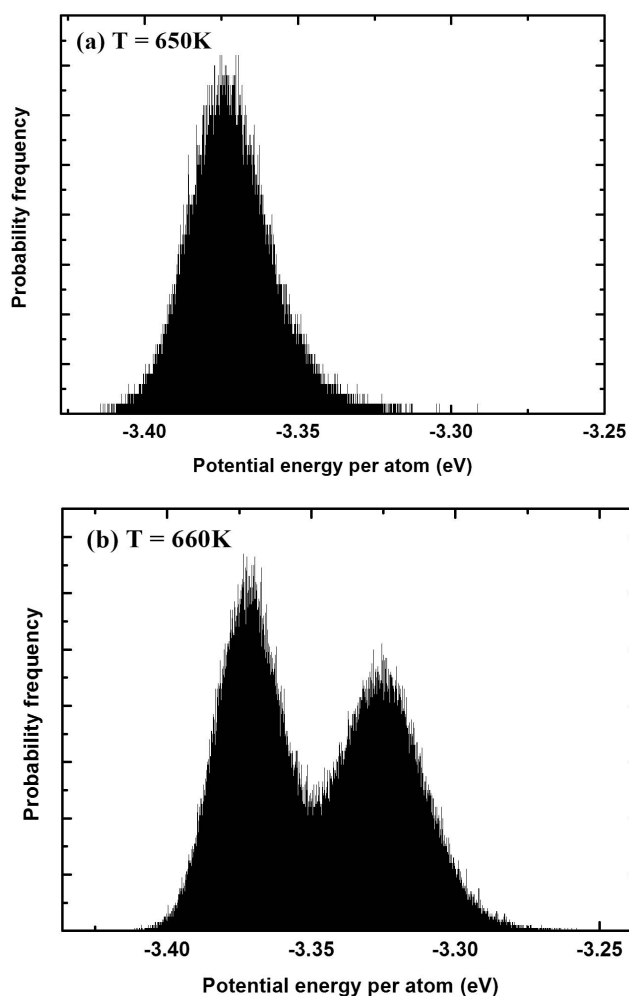 (a) T = 650K
Probability frequency
-3.40 -3.35 -3.30 -3.25
Potential energy per atom (eV)
(b) T = 660K
Probability frequency
-3.40 -3.35 -3.30 -3.25
Potential energy per atom (eV)